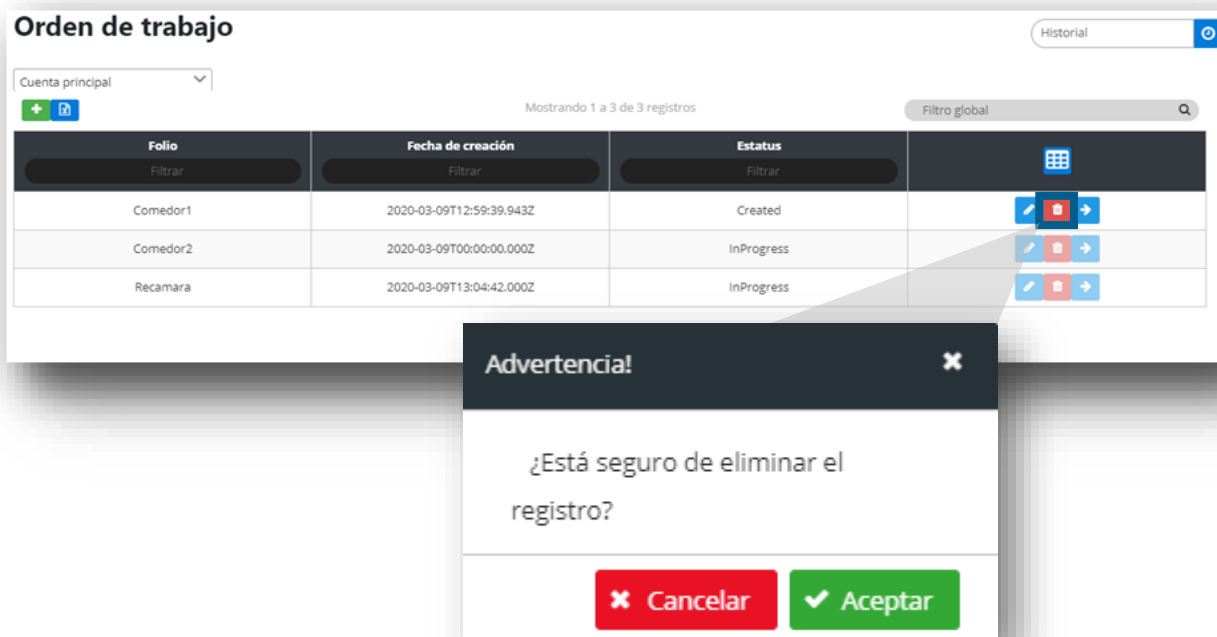 Orden de trabajo
Historial
Cuenta principal
Mostrando 1 a 3 de 3 registros
Filtro global
Folio Fecha de creación Estatus
Filtrar Filtrar Filtrar
Comedor1 2020-03-09T12:59:39.943Z Created
Comedor2 2020-03-09T00:00:00.000Z InProgress
Recamara 2020-03-09T13:04:42.000Z InProgress
Advertencia!
¿Está seguro de eliminar el
registro?
Cancelar Aceptar